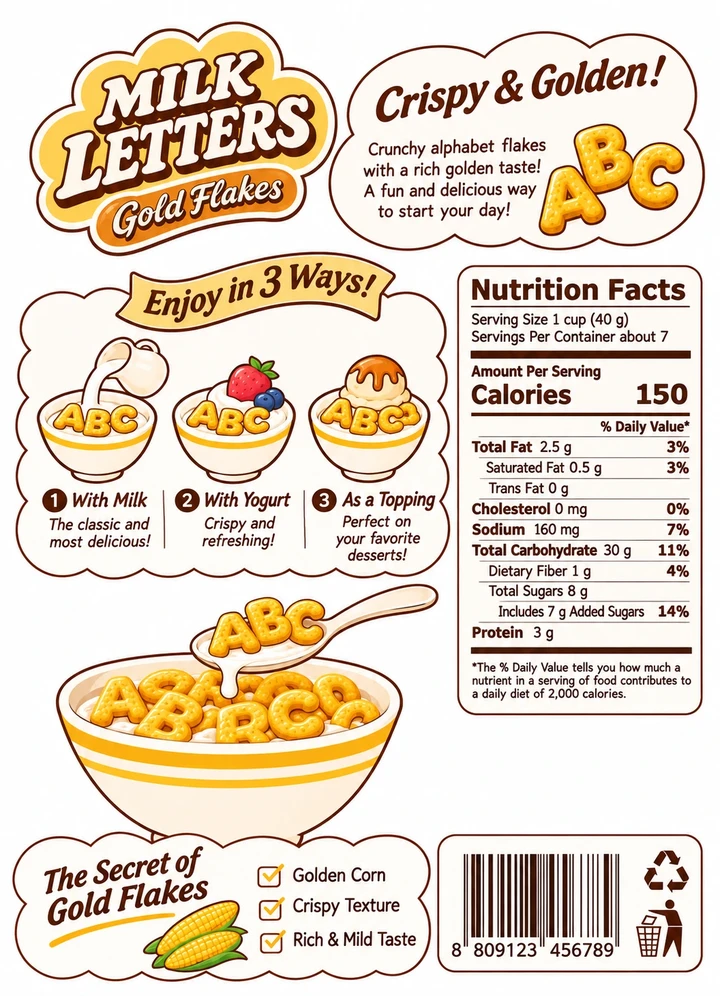 MILK
LETTERS
Gold Flakes
Crispy & Golden!
Crunchy alphabet flakes
with a rich golden taste!
A fun and delicious way
to start your day!
ABC
Enjoy in 3 Ways!
ABC
ABC
ABC
1 With Milk
The classic and
most delicious!
2 With Yogurt
Crispy and
refreshing!
3 As a Topping
Perfect on
your favorite
desserts!
Nutrition Facts
Serving Size 1 cup (40 g)
Servings Per Container about 7
Amount Per Serving
Calories 150
% Daily Value*
Total Fat 2.5 g 3%
Saturated Fat 0.5 g 3%
Trans Fat 0 g
Cholesterol 0 mg 0%
Sodium 160 mg 7%
Total Carbohydrate 30 g 11%
Dietary Fiber 1 g 4%
Total Sugars 8 g
Includes 7 g Added Sugars 14%
Protein 3 g
*The % Daily Value tells you how much a
nutrient in a serving of food contributes to
a daily diet of 2,000 calories.
ABC
The Secret of
Gold Flakes
Golden Corn
Crispy Texture
Rich & Mild Taste
8 809123 456789